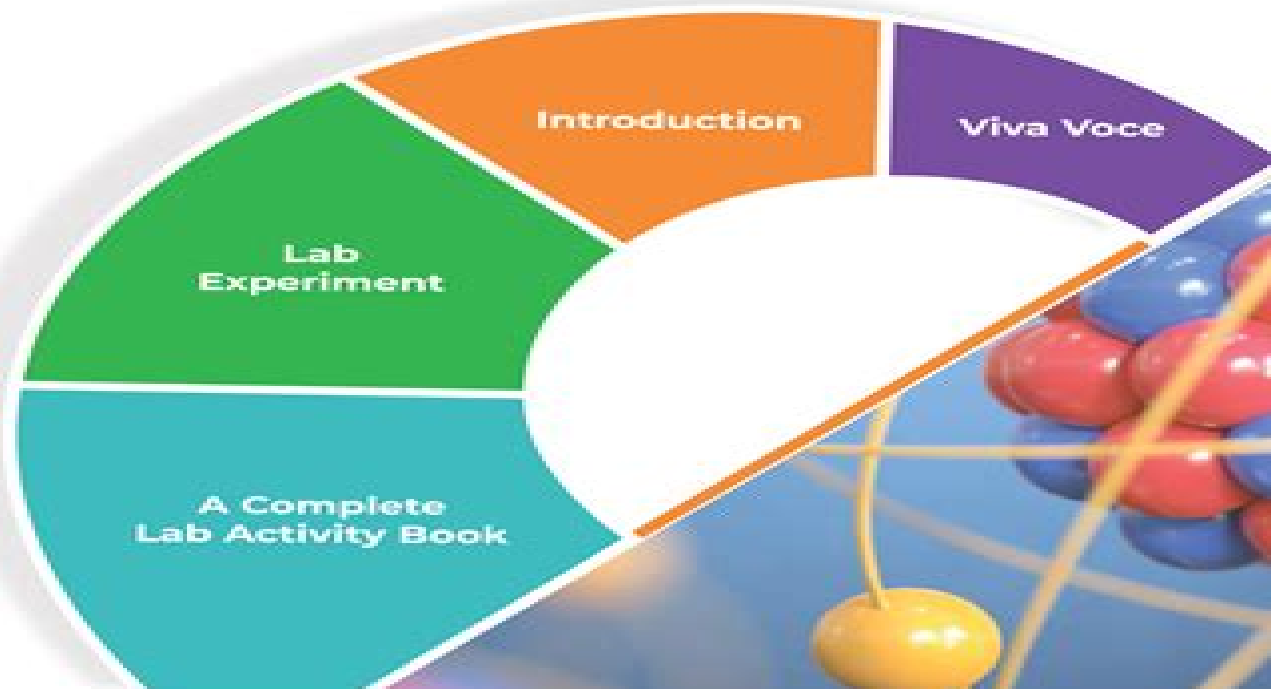 Introduction
Viva Voce
Lab
Experiment
A Complete
Lab Activity Book